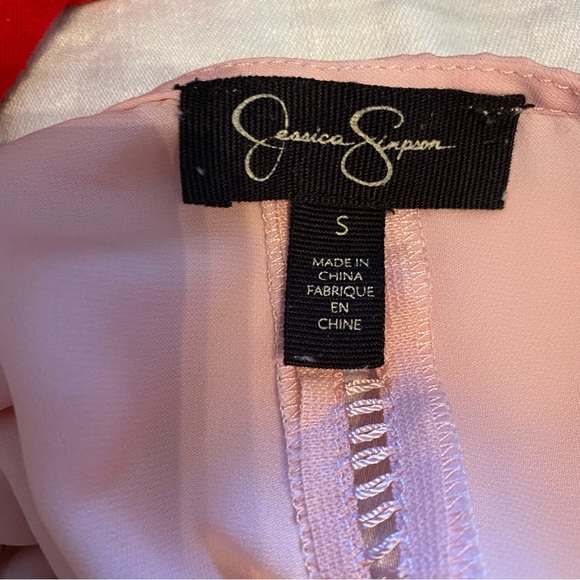 Jessica Simpson
S
MADE IN
CHINA
FABRIQUE
EN
CHINE